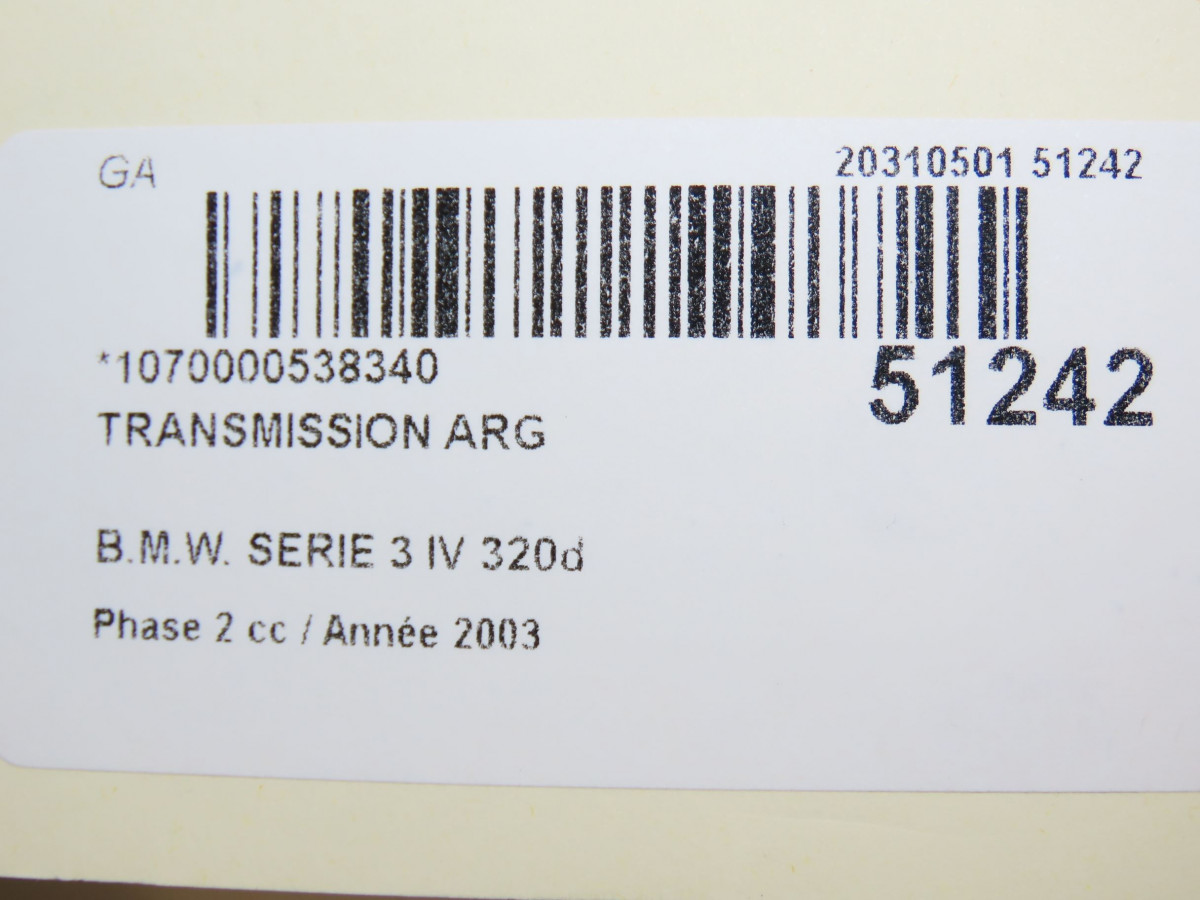 GA
20310501 51242
*1070000538340
51242
TRANSMISSION ARG
B.M.W. SERIE 3 IV 320d
Phase 2 cc / Année 2003